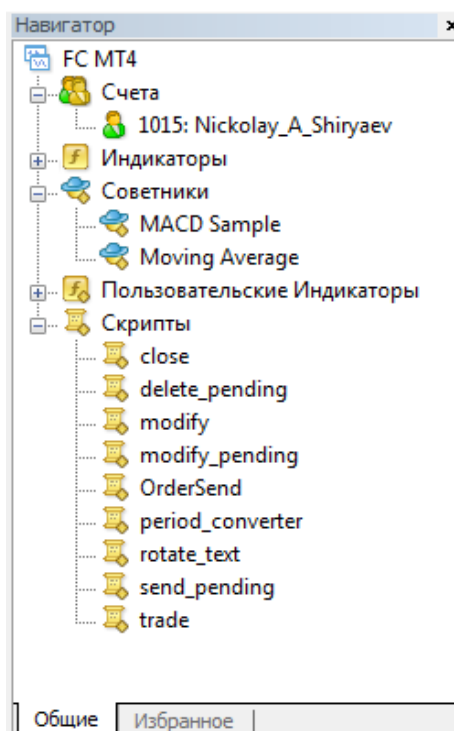 Навигатор
FC MT4
Счета
1015: Nickolay_A_Shiryaev
Индикаторы
Советники
MACD Sample
Moving Average
Пользовательские Индикаторы
Скрипты
close
delete_pending
modify
modify_pending
OrderSend
period_converter
rotate_text
send_pending
trade
Общие Избранное